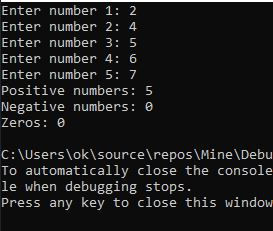 Enter number 1: 2
Enter number 2: 4
Enter number 3: 5
Enter number 4: 6
Enter number 5: 7
Positive numbers: 5
Negative numbers: 0
Zeros: 0
C:\Users\ok\source\repos\Mine\Debu
To automatically close the console
le when debugging stops.
Press any key to close this window